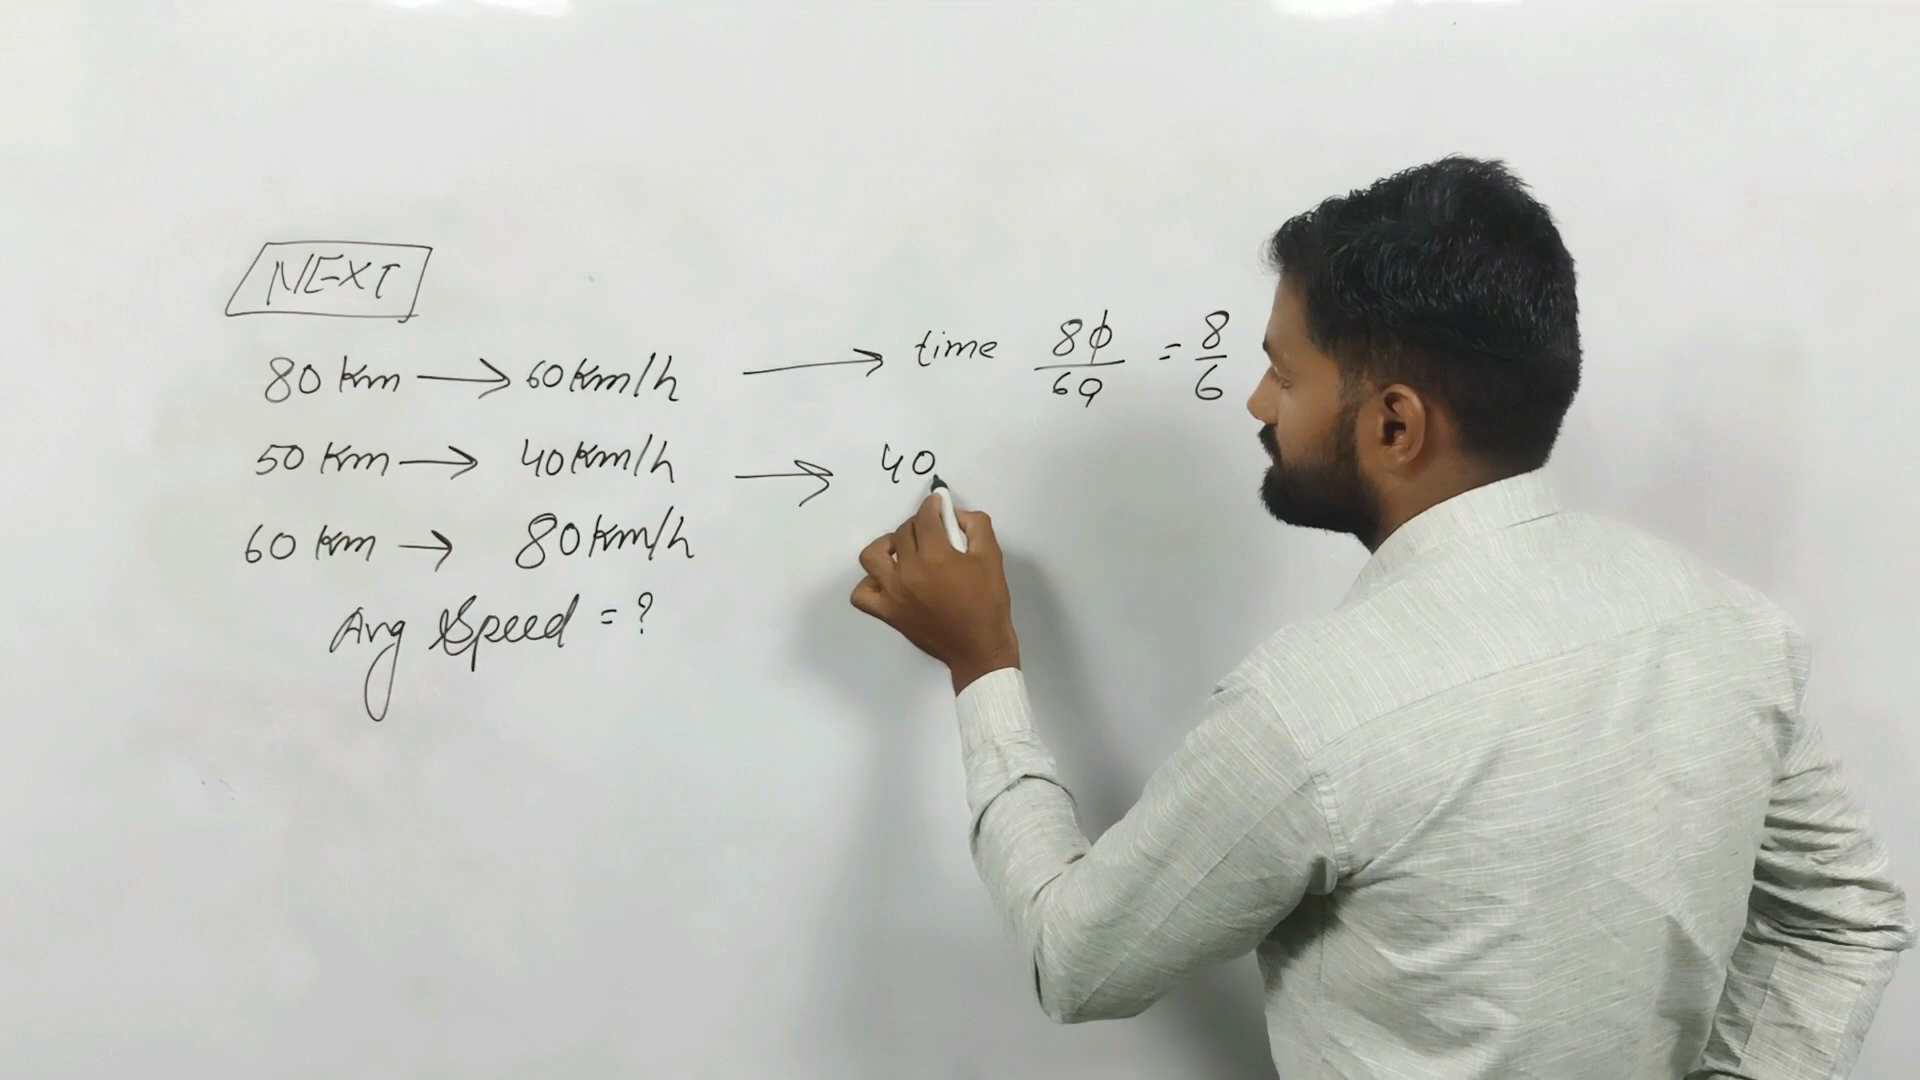 NEXT
80 km → 60 km/h → time 80/60 = 8/6
50 km → 40 km/h → 40
60 km → 80 km/h
Avg Speed = ?